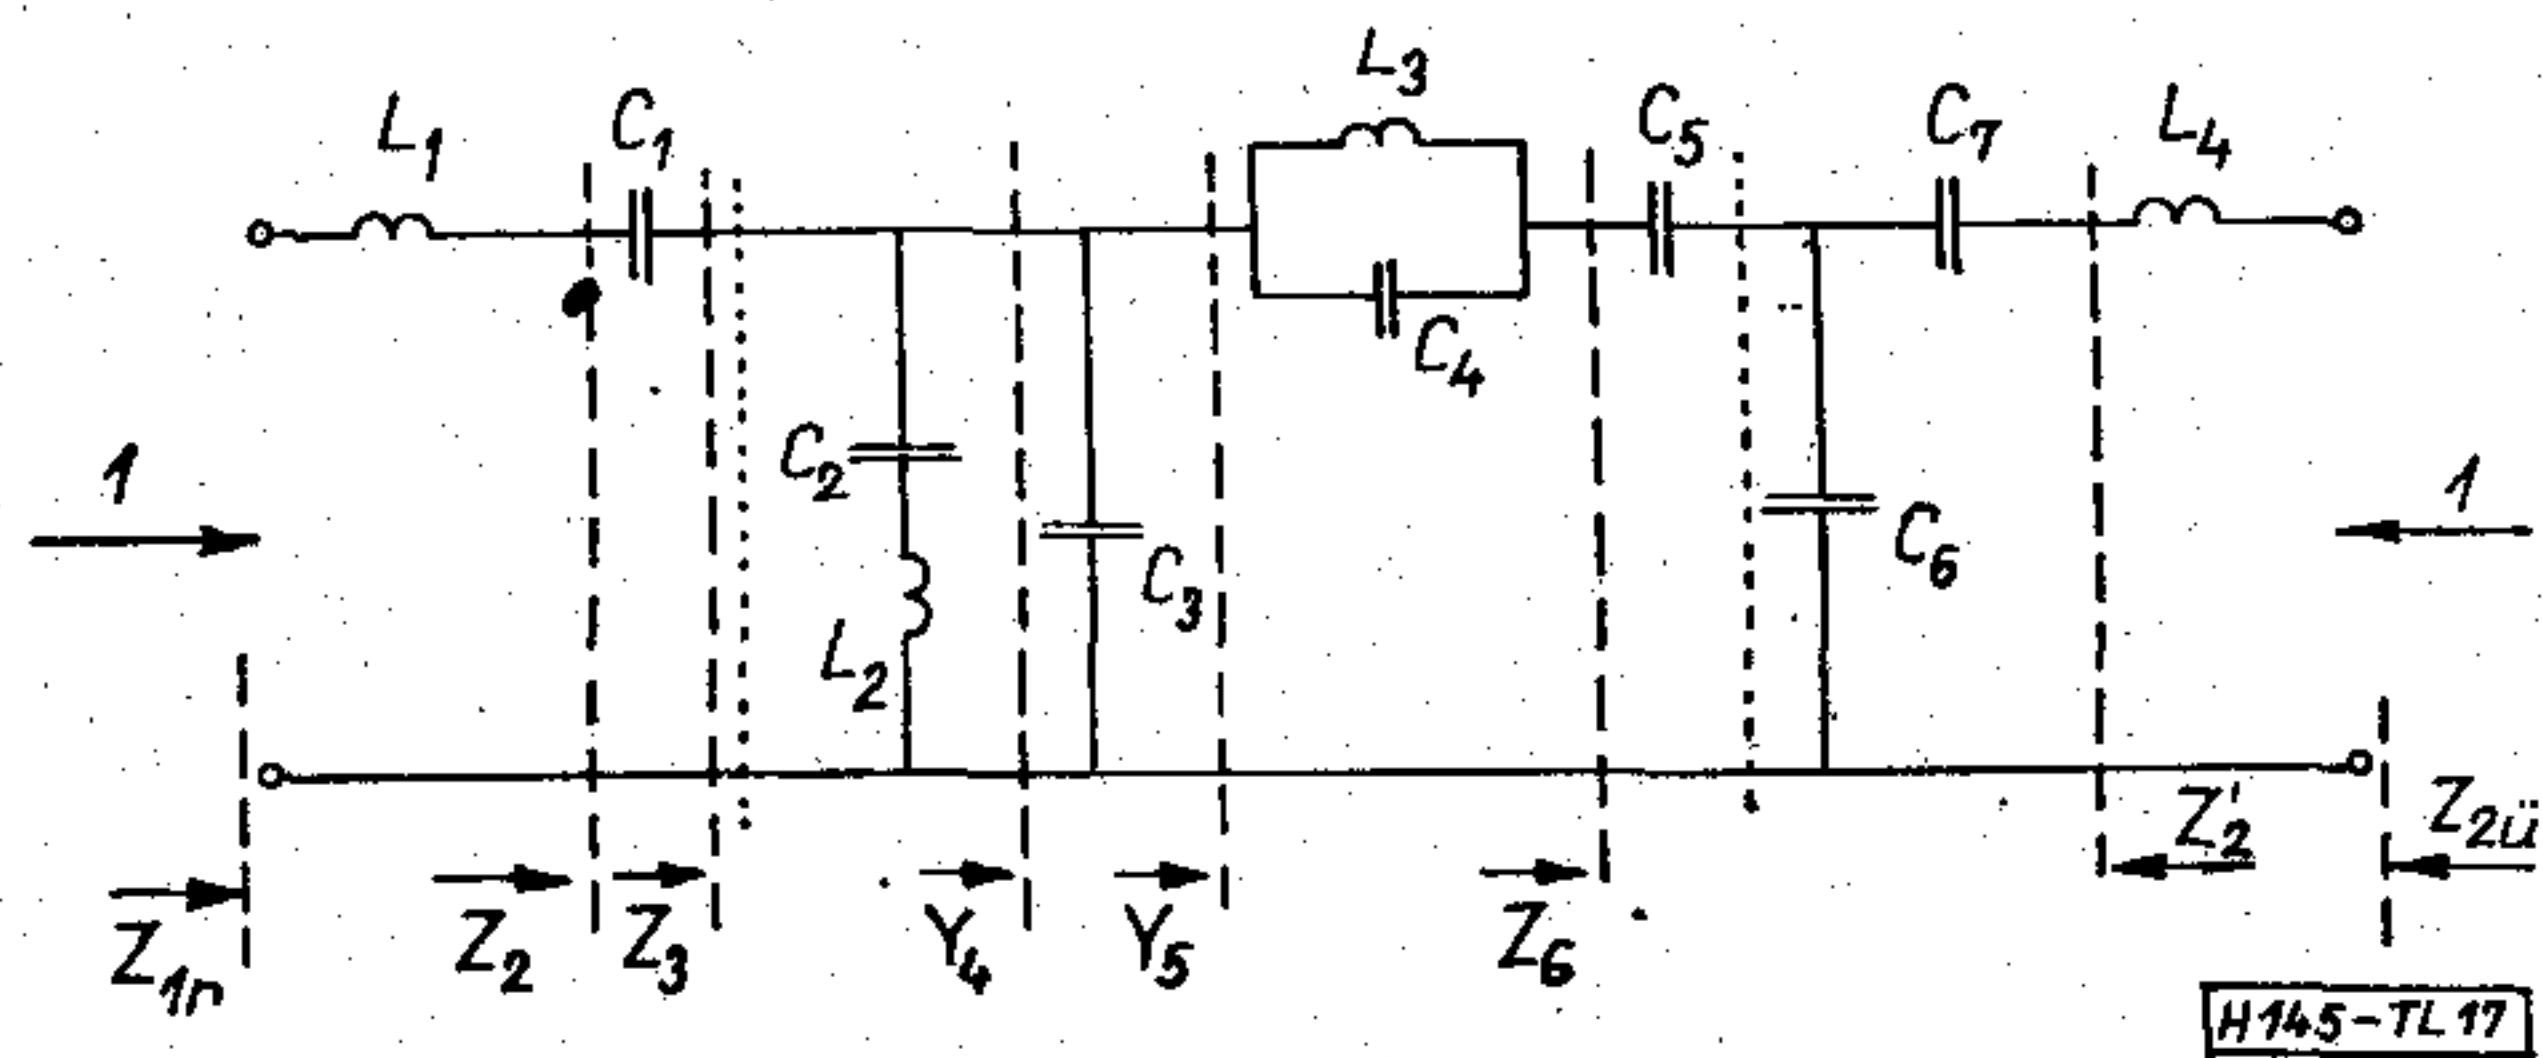 L3
L1 C1 C5 C7 L4
C4
1 C2 1
C3 C6
L2
Z'2 Z2ü
Z1r Z2 Z3 Y4 Y5 Z6
H145-TL17